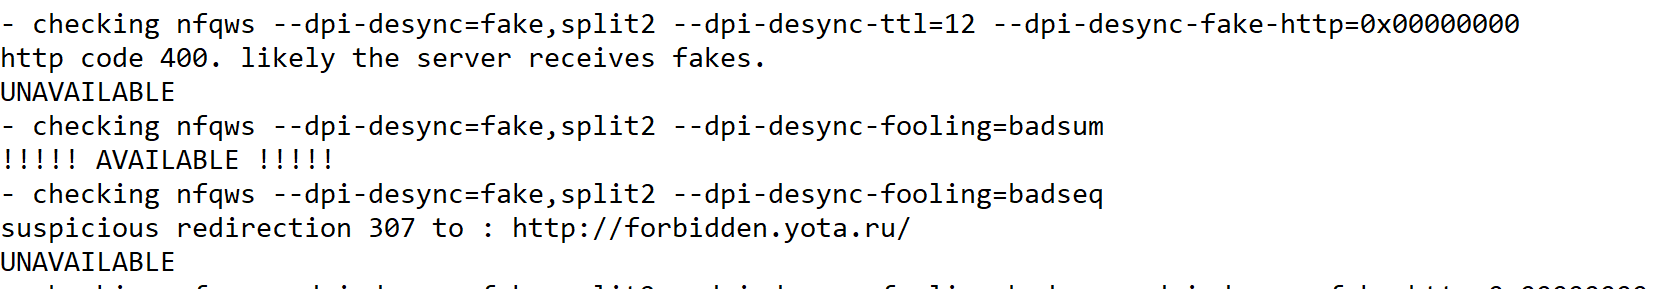 - checking nfqws --dpi-desync=fake,split2 --dpi-desync-ttl=12 --dpi-desync-fake-http=0x00000000
http code 400. likely the server receives fakes.
UNAVAILABLE
- checking nfqws --dpi-desync=fake,split2 --dpi-desync-fooling=badsum
!!!!! AVAILABLE !!!!!
- checking nfqws --dpi-desync=fake,split2 --dpi-desync-fooling=badseq
suspicious redirection 307 to : http://forbidden.yota.ru/
UNAVAILABLE